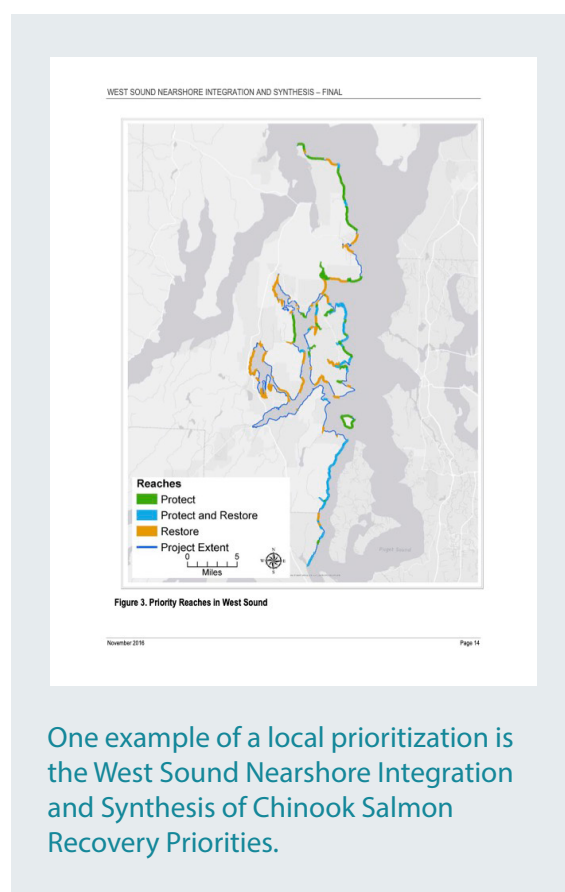 WEST SOUND NEARSHORE INTEGRATION AND SYNTHESIS – FINAL
Puget Sound
Reaches
Protect
Protect and Restore
Restore
Project Extent
0 5
Miles
N
W E
S
Figure 3. Priority Reaches in West Sound
November 2016 Page 14
One example of a local prioritization is
the West Sound Nearshore Integration
and Synthesis of Chinook Salmon
Recovery Priorities.